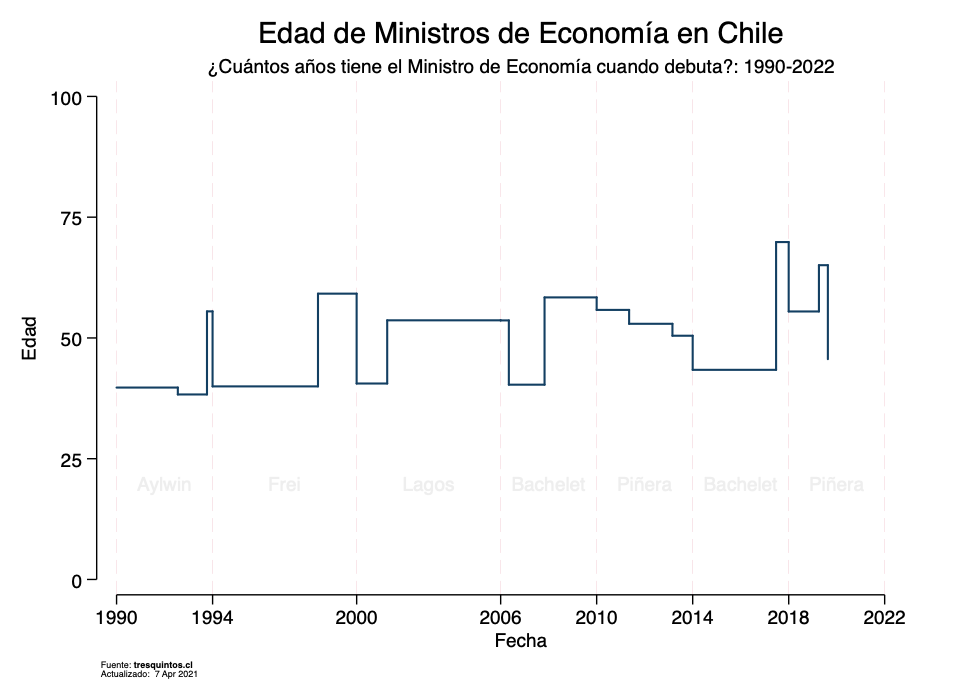 Edad de Ministros de Economía en Chile
¿Cuántos años tiene el Ministro de Economía cuando debuta?: 1990-2022
100
75
50
25
0
Edad
Aylwin Frei Lagos Bachelet Piñera Bachelet Piñera
1990 1994 2000 2006 2010 2014 2018 2022
Fecha
Fuente: tresquintos.cl
Actualizado: 7 Apr 2021